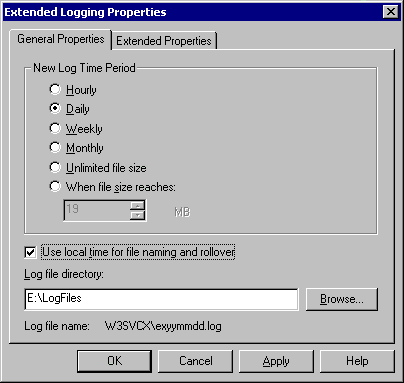 Extended Logging Properties
General Properties
Extended Properties
New Log Time Period
Hourly
Daily
Weekly
Monthly
Unlimited file size
When file size reaches:
19 MB
Use local time for file naming and rollover
Log file directory:
E:\LogFiles
Browse...
Log file name: W3SVCX\exyymmdd.log
OK Cancel Apply Help